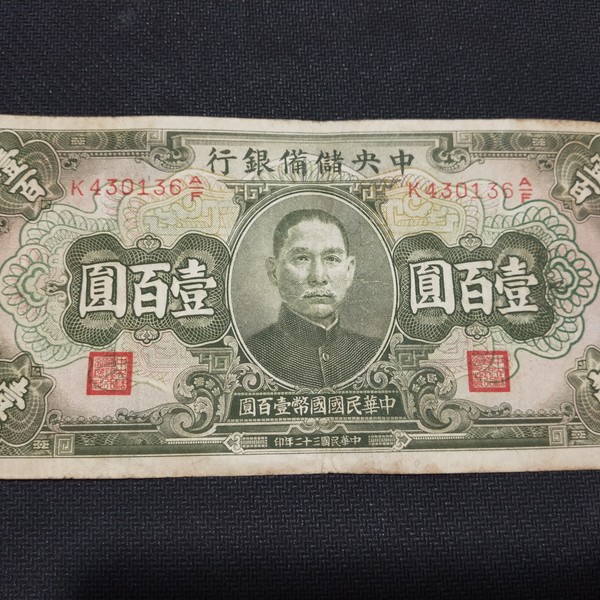 中央儲備銀行
K430136 A/F K430136 A/F
壹百圓 壹百圓
中華民國國幣壹百圓
中華民國三十二年印